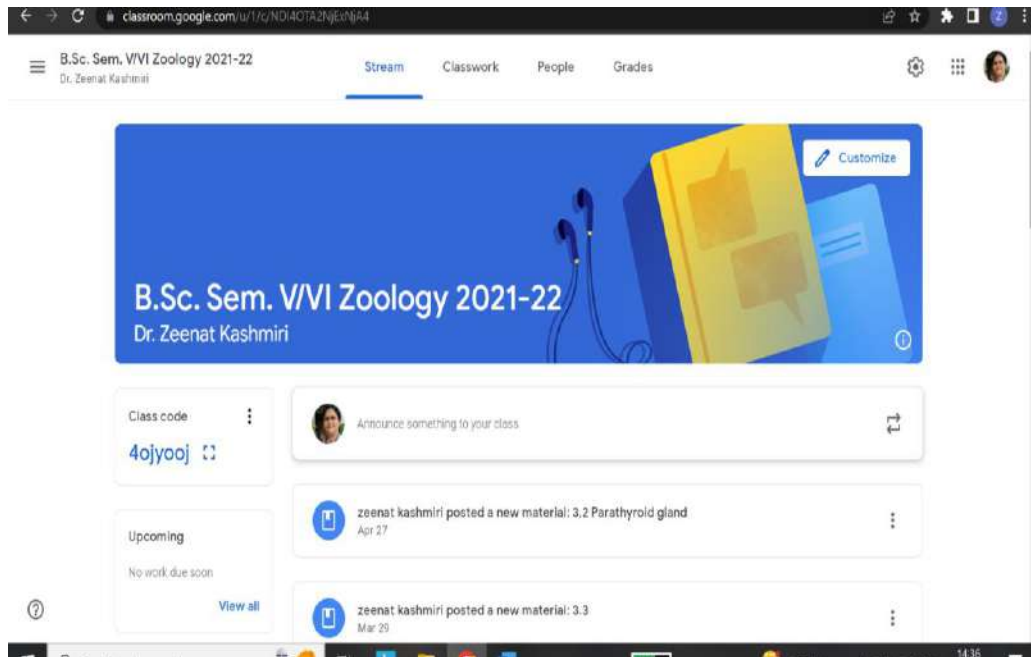 classroom.google.com/u/1/c/NDI4OTA2NjExNjA4
Z
B.Sc. Sem. V/VI Zoology 2021-22
Dr. Zeenat Kashmiri
Stream
Classwork
People
Grades
Customize
B.Sc. Sem. V/VI Zoology 2021-22
Dr. Zeenat Kashmiri
Class code
4ojyooj
Announce something to your class
zeenat kashmiri posted a new material: 3.2 Parathyroid gland
Apr 27
Upcoming
No work due soon
View all
zeenat kashmiri posted a new material: 3.3
Mar 29
14:36